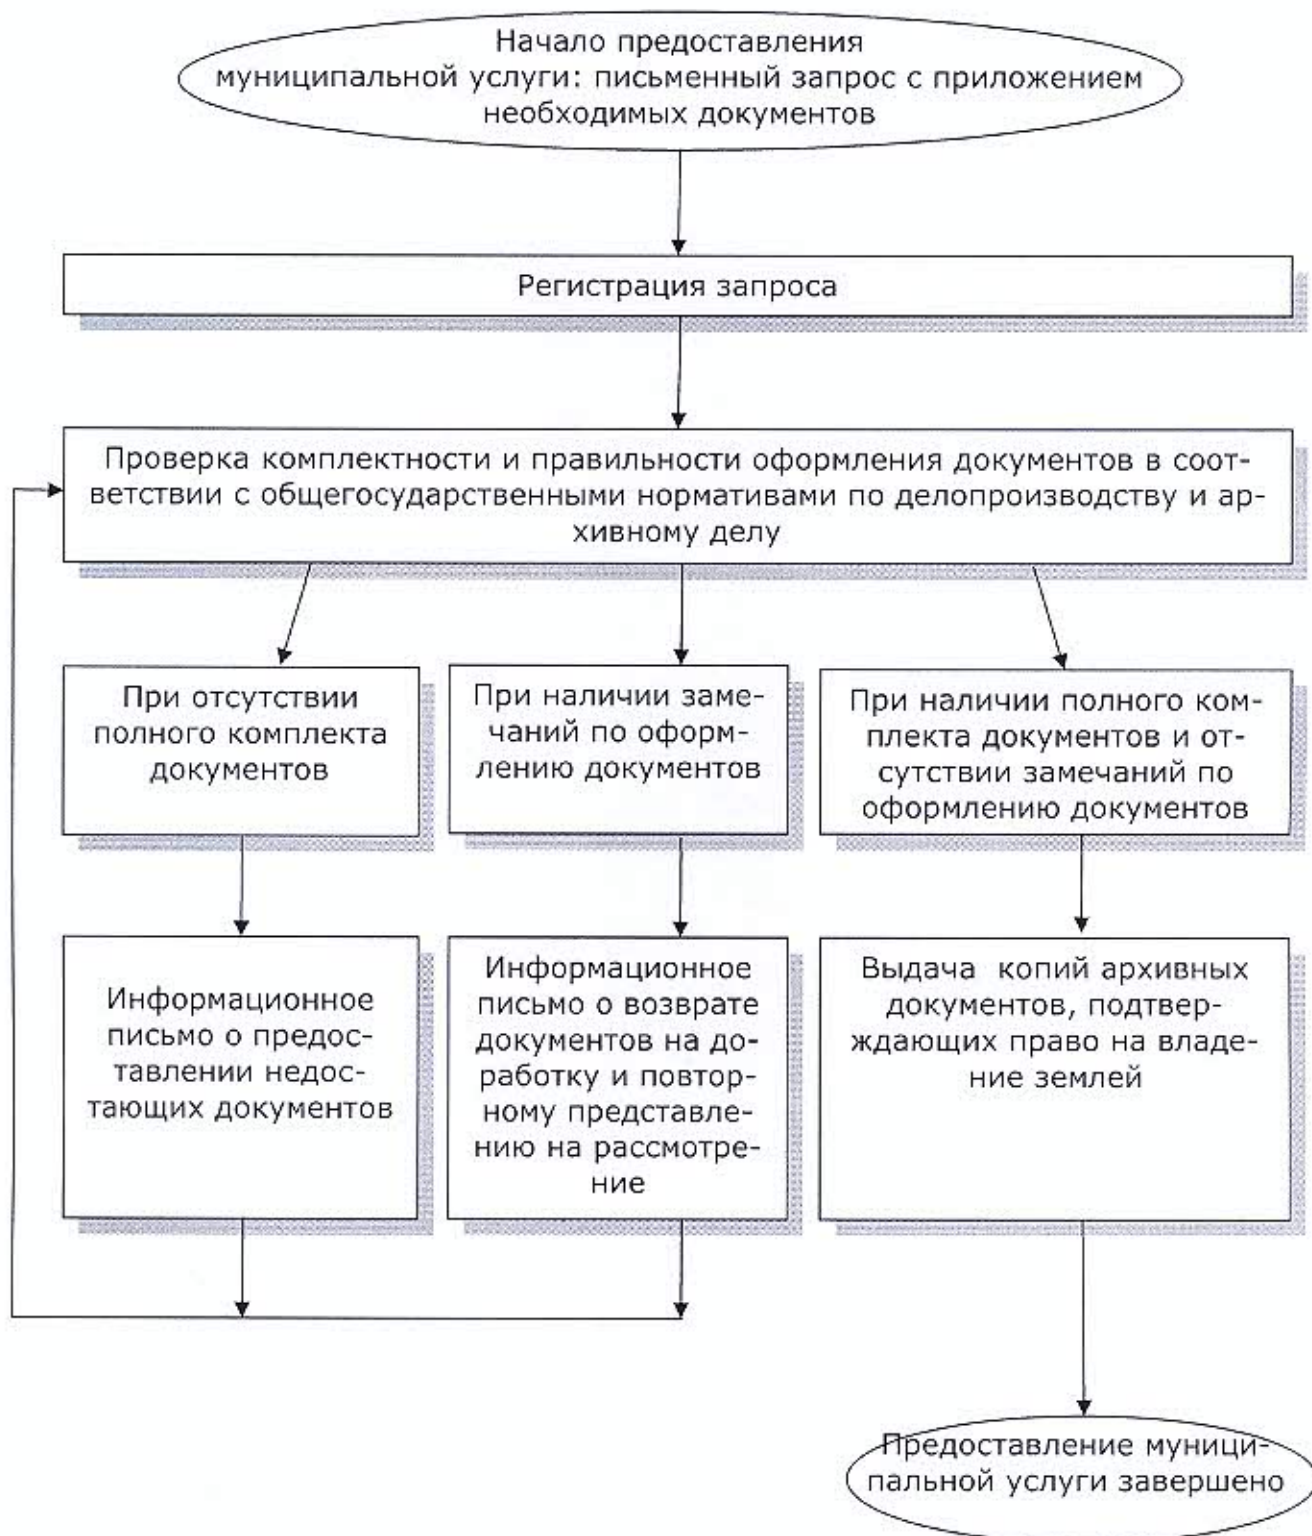 Начало предоставления
муниципальной услуги: письменный запрос с приложением
необходимых документов
Регистрация запроса
Проверка комплектности и правильности оформления документов в соот-
ветствии с общегосударственными нормативами по делопроизводству и ар-
хивному делу
При отсутствии
полного комплекта
документов
При наличии заме-
чаний по оформ-
лению документов
При наличии полного ком-
плекта документов и от-
сутствии замечаний по
оформлению документов
Информационное
письмо о предос-
тавлении недос-
тающих документов
Информационное
письмо о возврате
документов на до-
работку и повтор-
ному представле-
нию на рассмотре-
ние
Выдача копий архивных
документов, подтвер-
ждающих право на владе-
ние землей
Предоставление муници-
пальной услуги завершено